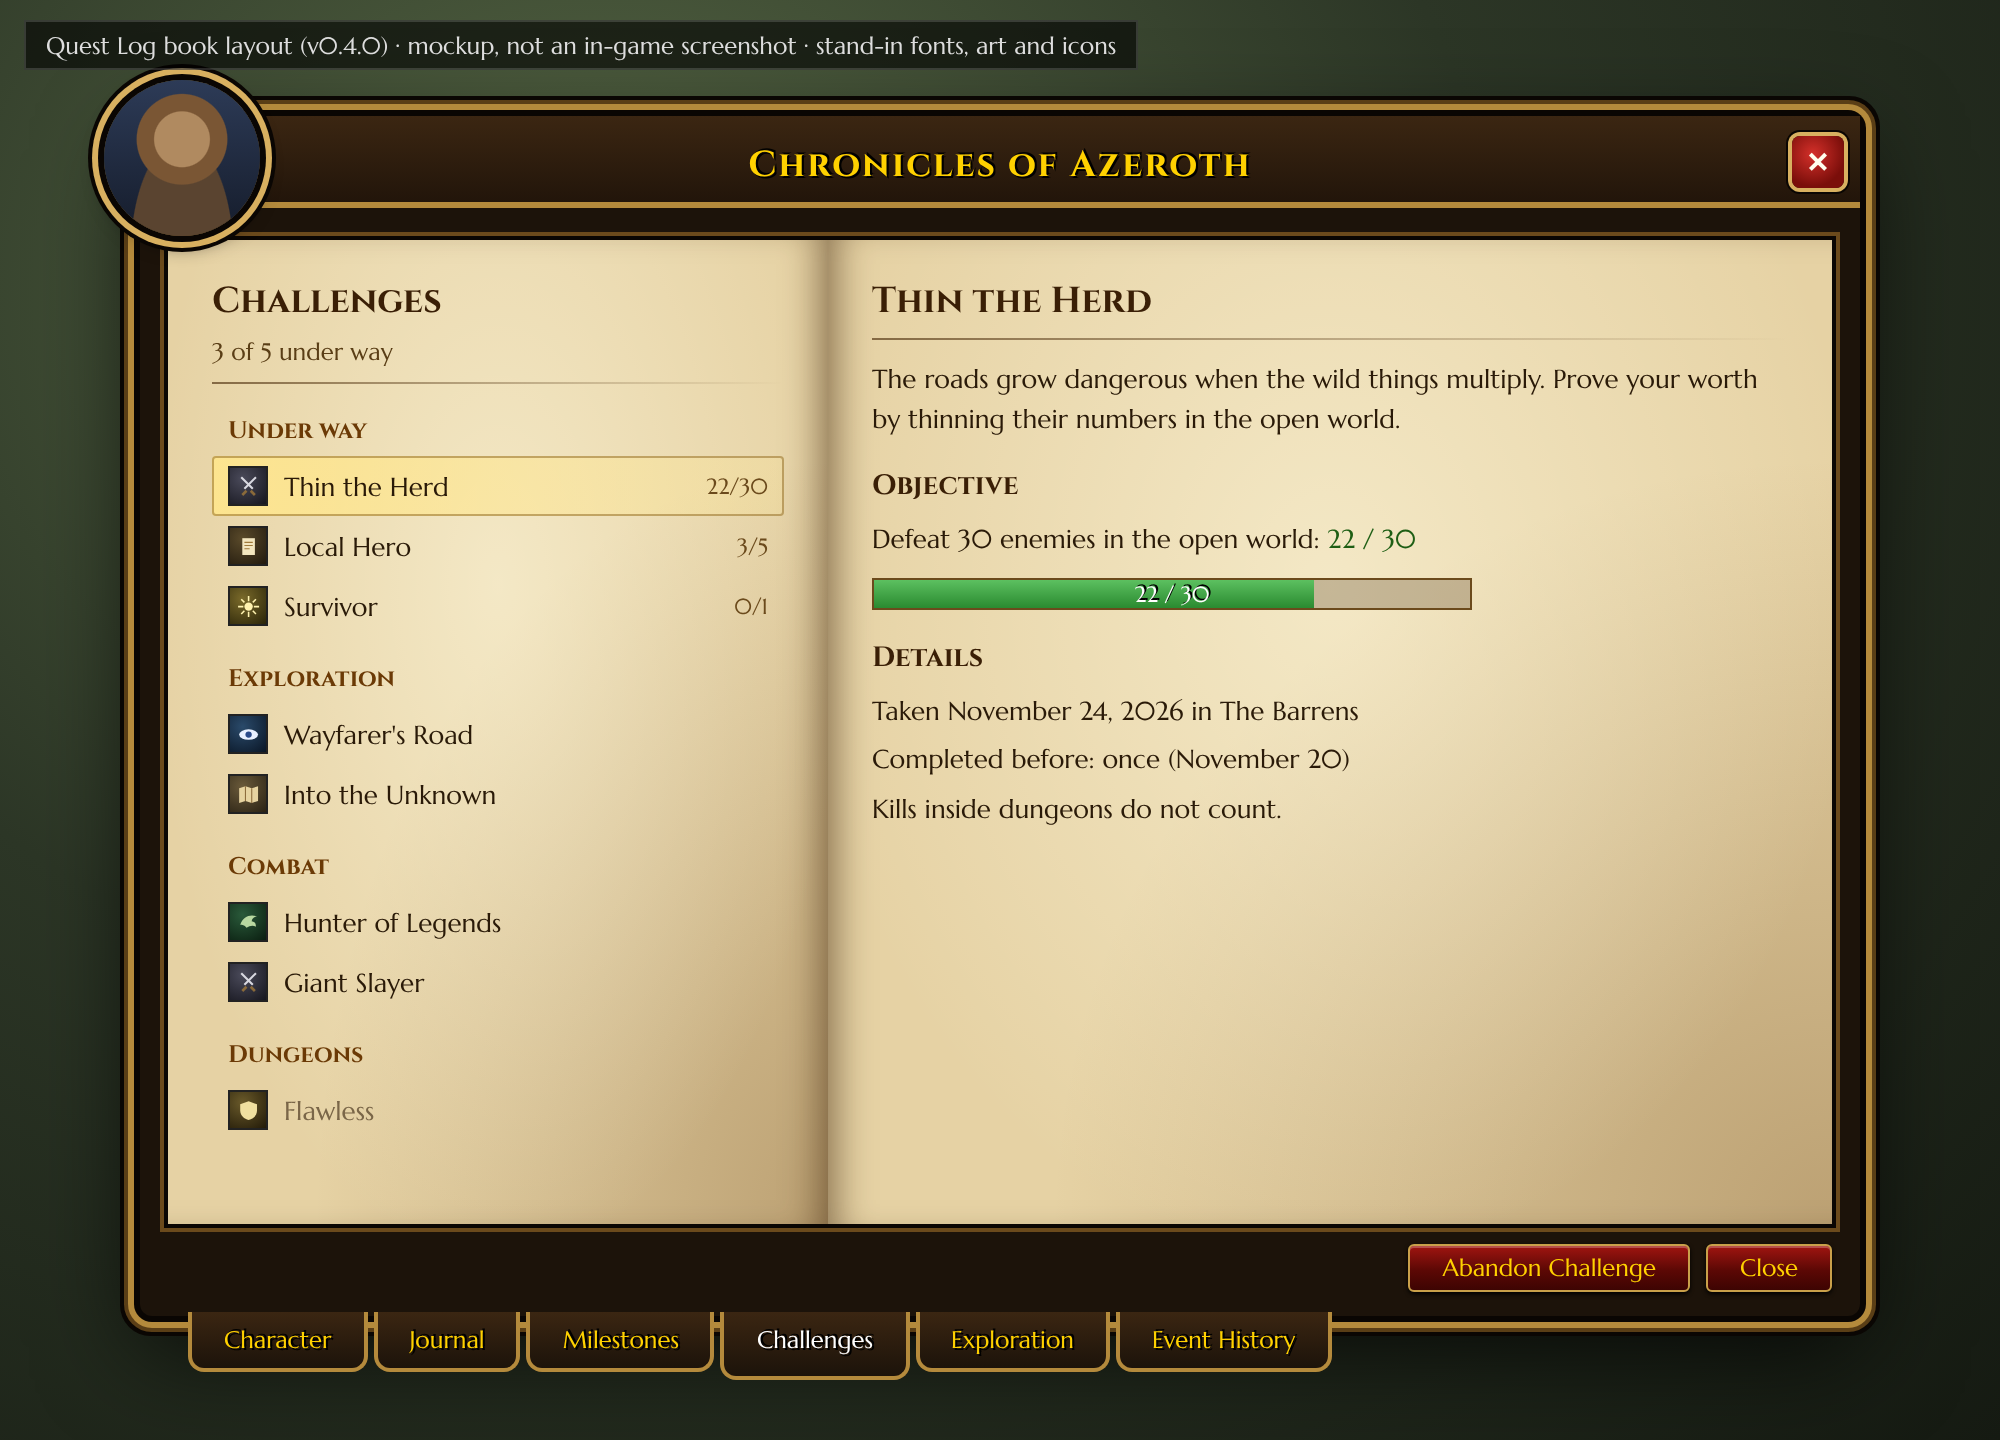 Quest Log book layout (v0.4.0) · mockup, not an in-game screenshot · stand-in fonts, art and icons
Chronicles of Azeroth
Challenges
3 of 5 under way
Under way
Thin the Herd 22/30
Local Hero 3/5
Survivor 0/1
Exploration
Wayfarer's Road
Into the Unknown
Combat
Hunter of Legends
Giant Slayer
Dungeons
Flawless
Thin the Herd
The roads grow dangerous when the wild things multiply. Prove your worth
by thinning their numbers in the open world.
Objective
Defeat 30 enemies in the open world: 22 / 30
22 / 30
Details
Taken November 24, 2026 in The Barrens
Completed before: once (November 20)
Kills inside dungeons do not count.
Abandon Challenge Close
Character Journal Milestones Challenges Exploration Event History